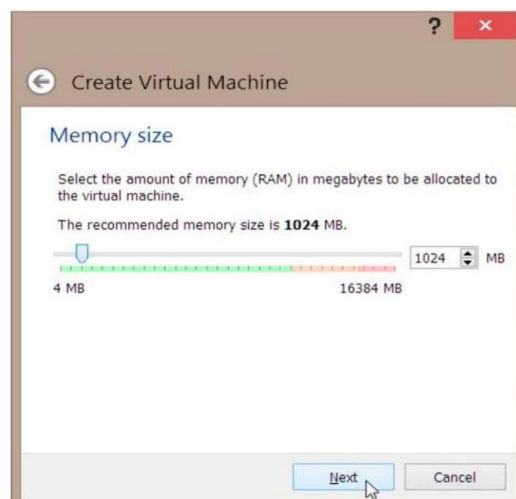 ?
Create Virtual Machine
Memory size
Select the amount of memory (RAM) in megabytes to be allocated to
the virtual machine.
The recommended memory size is 1024 MB.
1024 MB
4 MB 16384 MB
Next Cancel